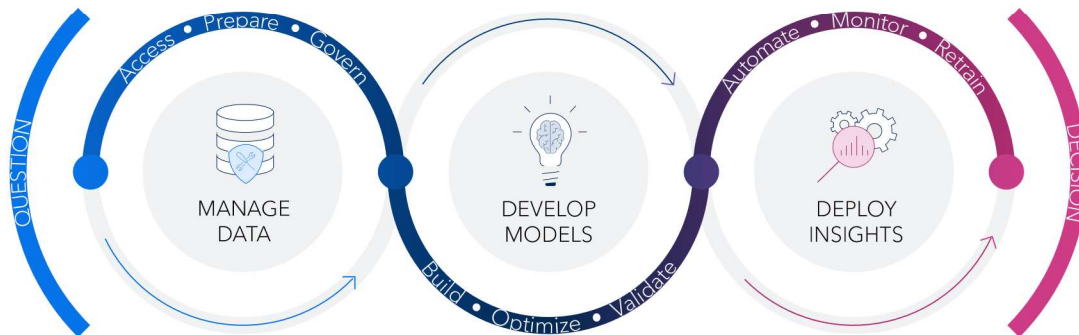 QUESTION
Access • Prepare • Govern
MANAGE
DATA
Build • Optimize • Validate
DEVELOP
MODELS
Automate • Monitor • Retrain
DEPLOY
INSIGHTS
DECISION